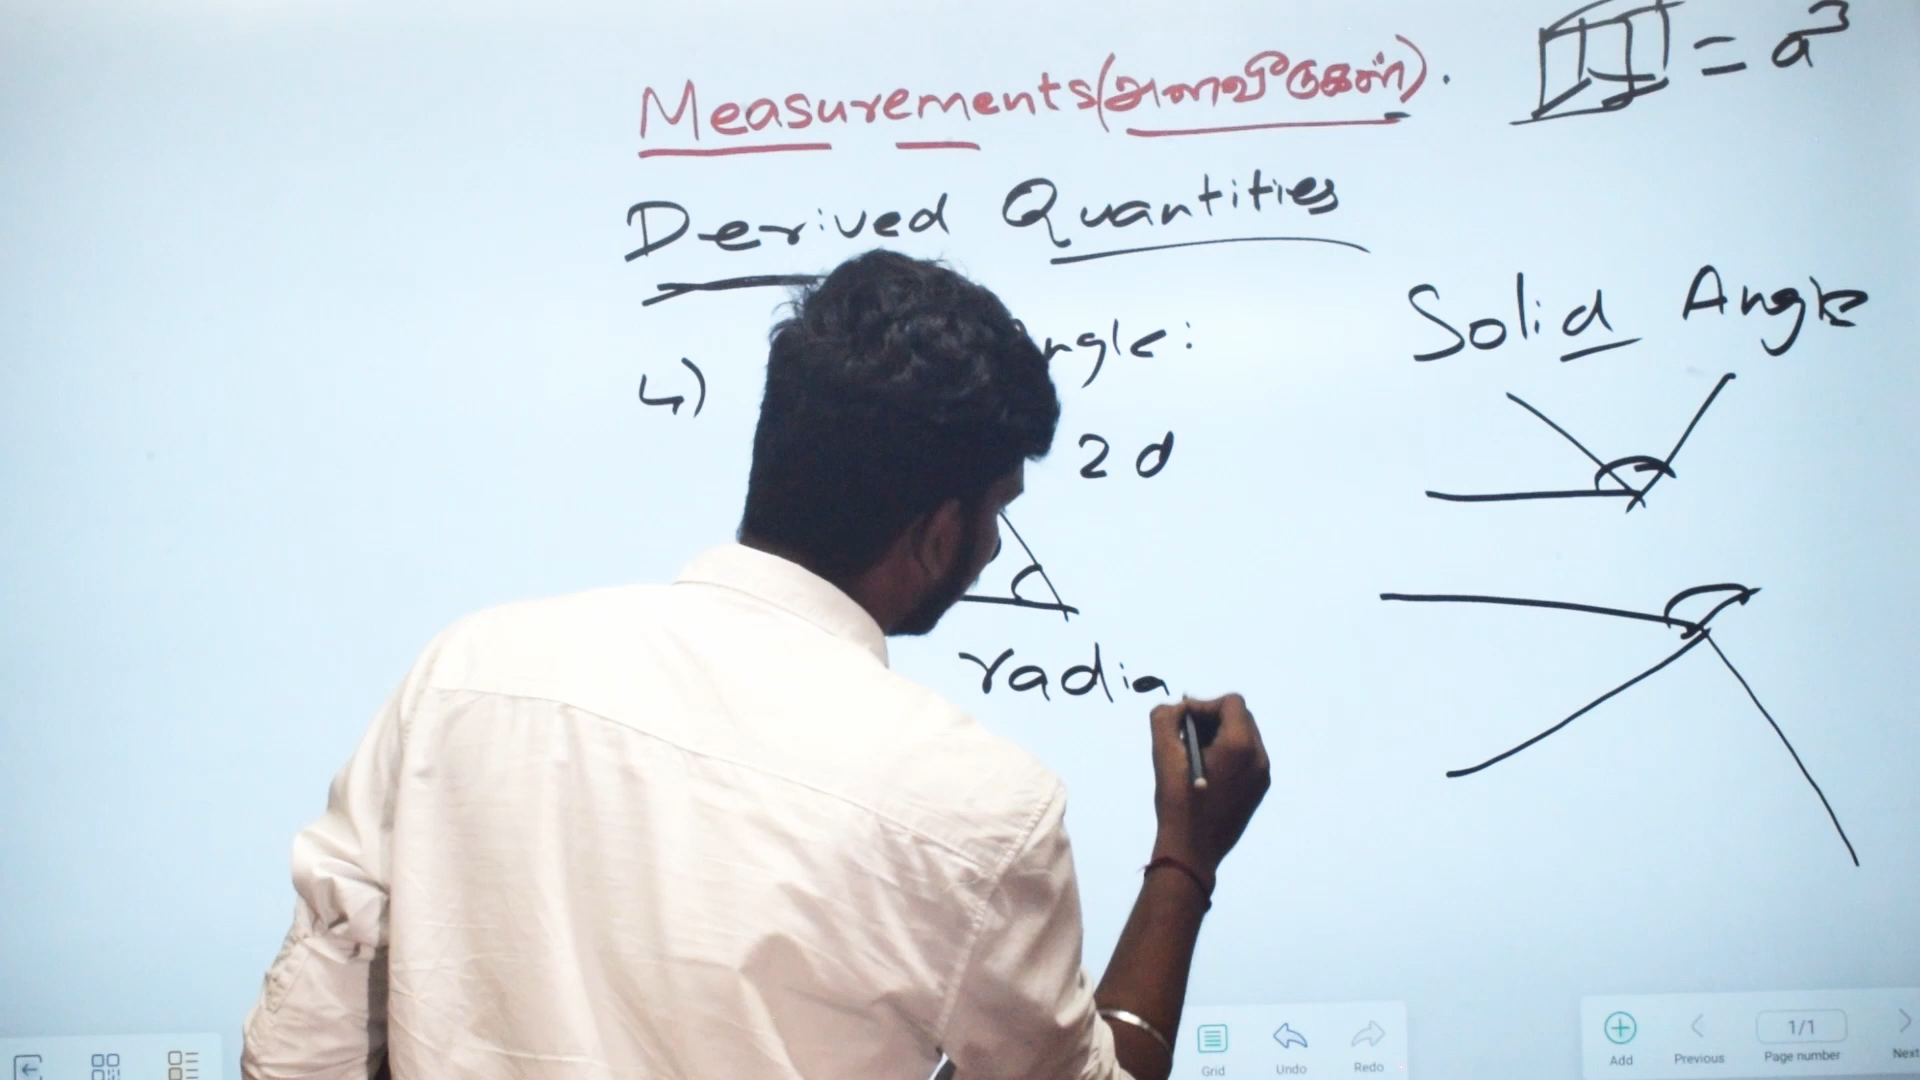 Measurements (அளவீடுகள்).
= a³
Derived Quantities
4) ngle:
2d
radia
Solid Angle
Grid
Undo
Redo
Add
Previous
1/1
Page number
Next